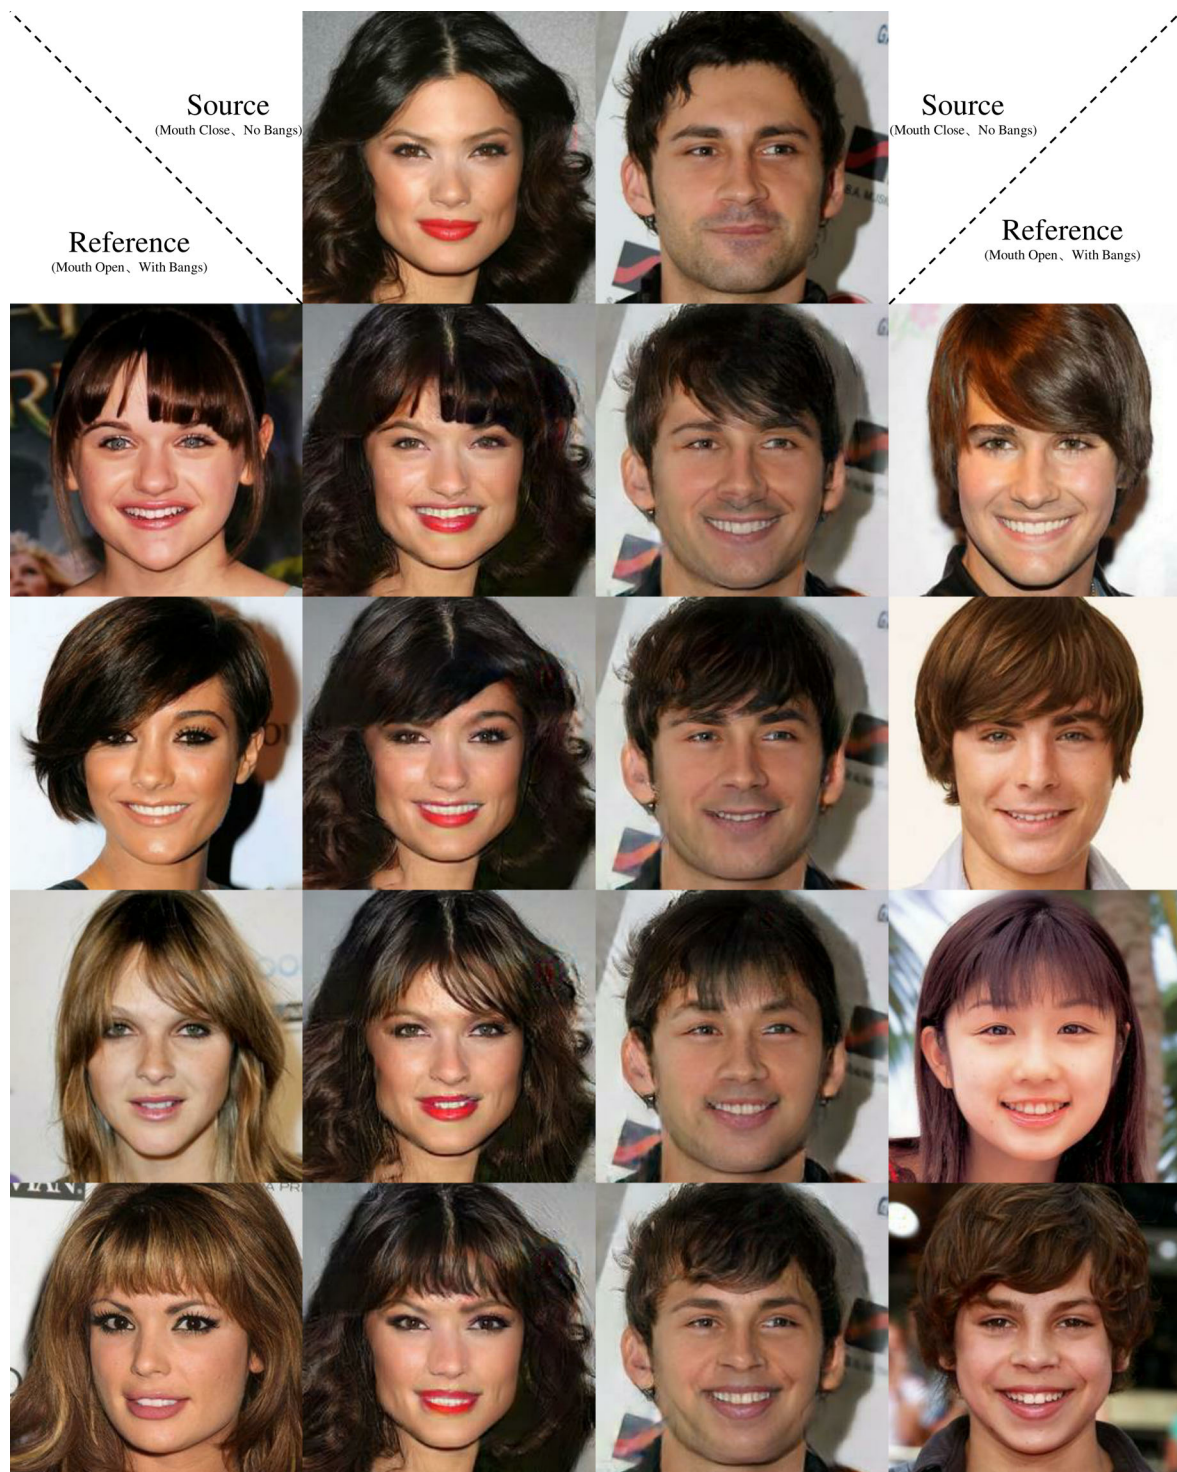 Source
(Mouth Close、No Bangs)
Reference
(Mouth Open、With Bangs)
Source
(Mouth Close、No Bangs)
Reference
(Mouth Open、With Bangs)